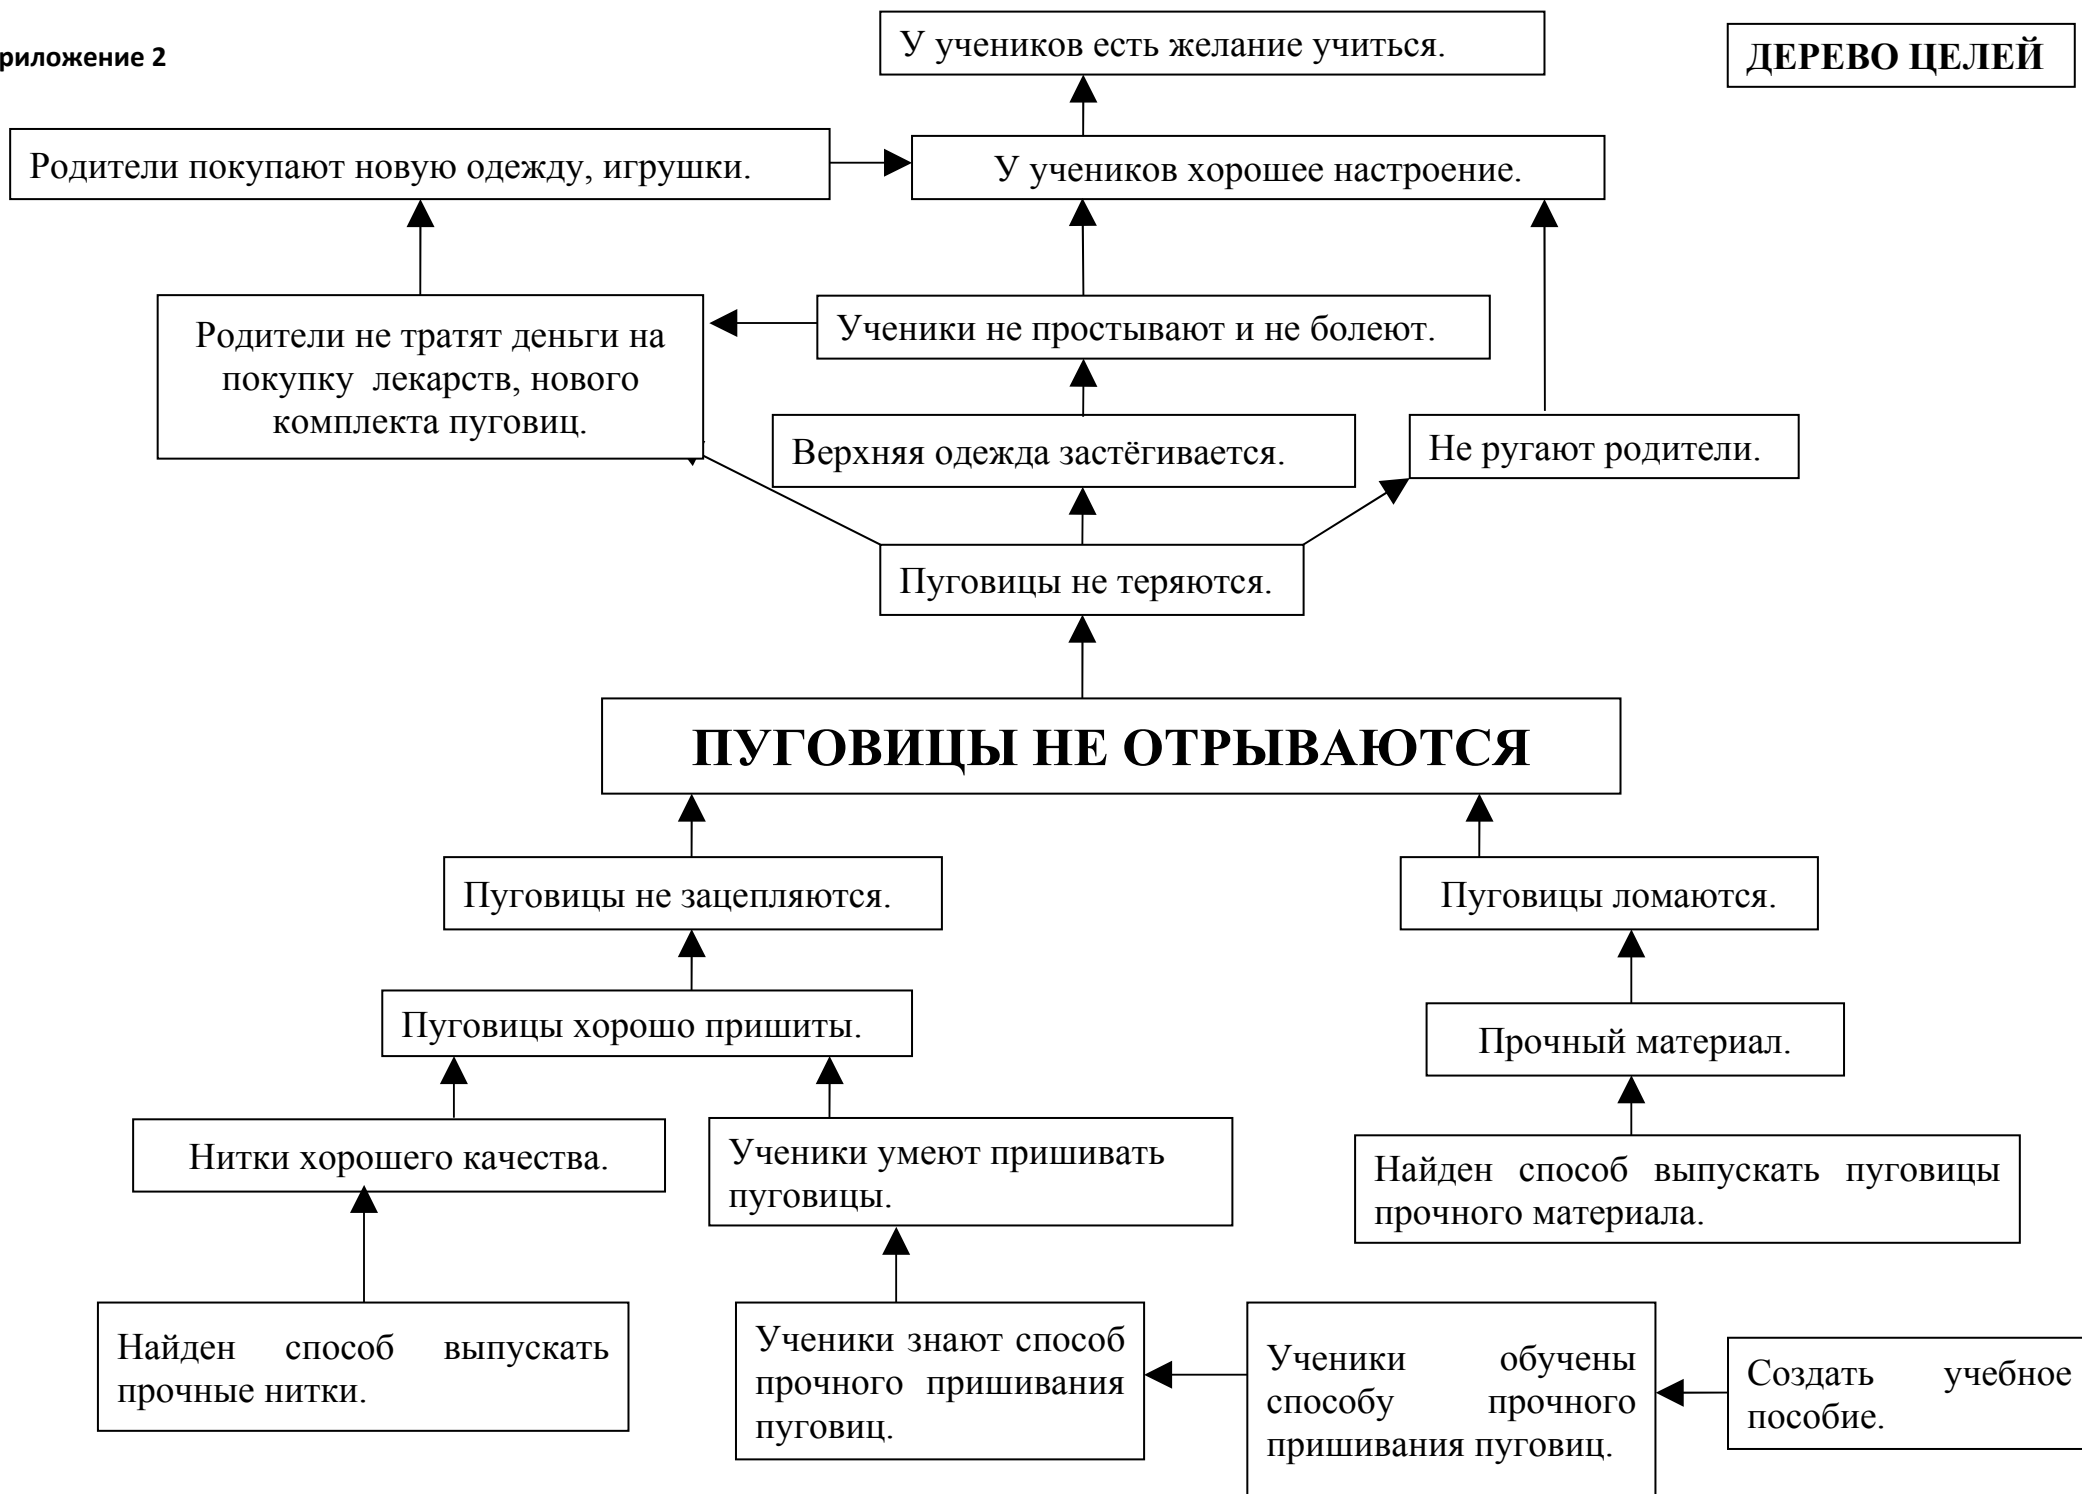 У учеников есть желание учиться.
ДЕРЕВО ЦЕЛЕЙ
риложение 2
Родители покупают новую одежду, игрушки.
У учеников хорошее настроение.
Родители не тратят деньги на
покупку лекарств, нового
комплекта пуговиц.
Ученики не простывают и не болеют.
Верхняя одежда застёгивается.
Не ругают родители.
Пуговицы не теряются.
ПУГОВИЦЫ НЕ ОТРЫВАЮТСЯ
Пуговицы не зацепляются.
Пуговицы ломаются.
Пуговицы хорошо пришиты.
Прочный материал.
Нитки хорошего качества.
Ученики умеют пришивать
пуговицы.
Найден способ выпускать пуговицы
прочного материала.
Найден способ выпускать
прочные нитки.
Ученики знают способ
прочного пришивания
пуговиц.
Ученики обучены
способу прочного
пришивания пуговиц.
Создать учебное
пособие.